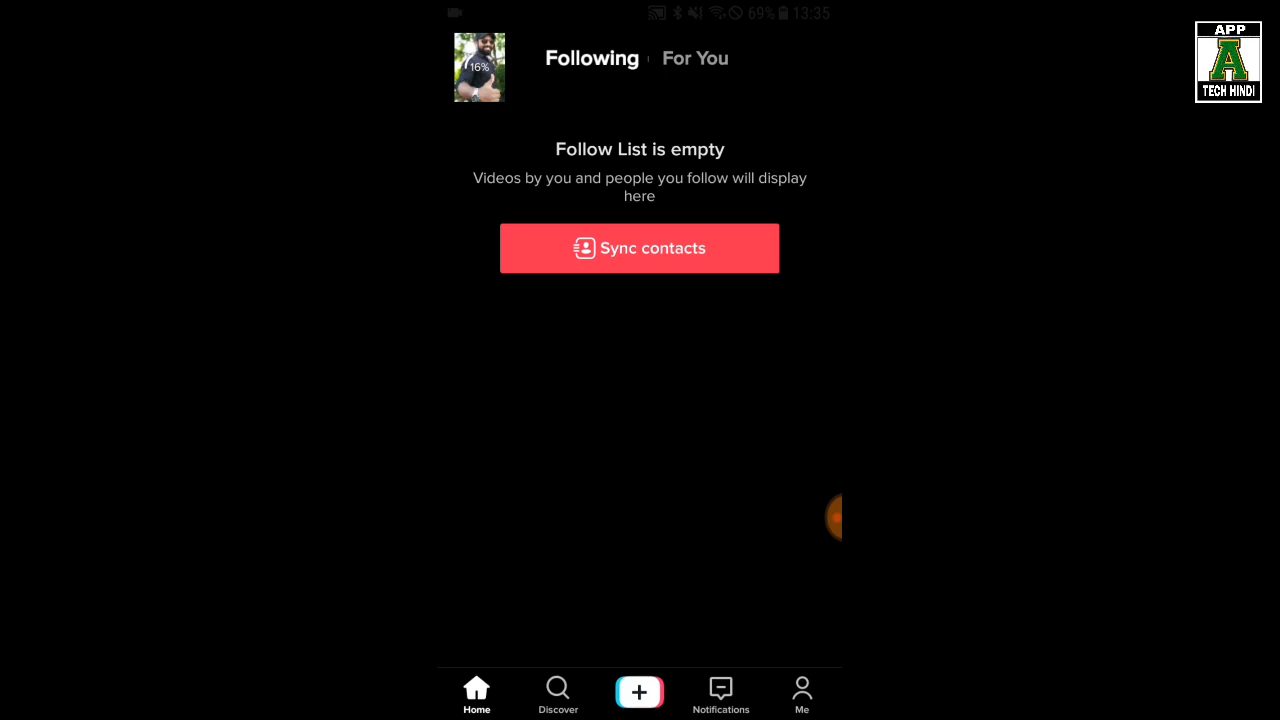 69% 13:35
APP
TECH HINDI
16%
Following
For You
Follow List is empty
Videos by you and people you follow will display
here
Sync contacts
Home
Discover
Notifications
Me